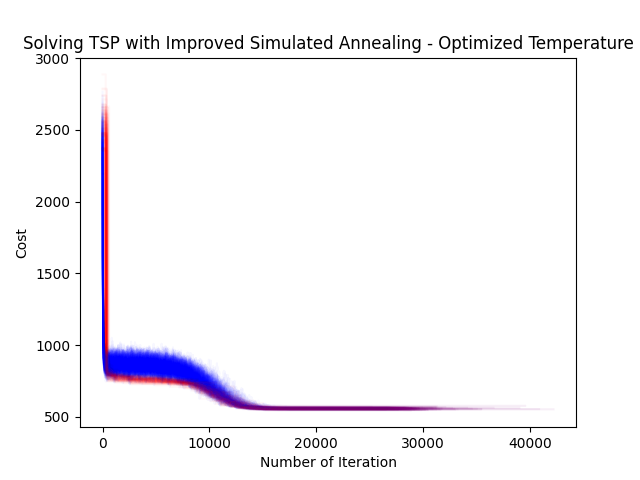 Solving TSP with Improved Simulated Annealing - Optimized Temperature
3000
2500
2000
1500
1000
500
Cost
0 10000 20000 30000 40000
Number of Iteration